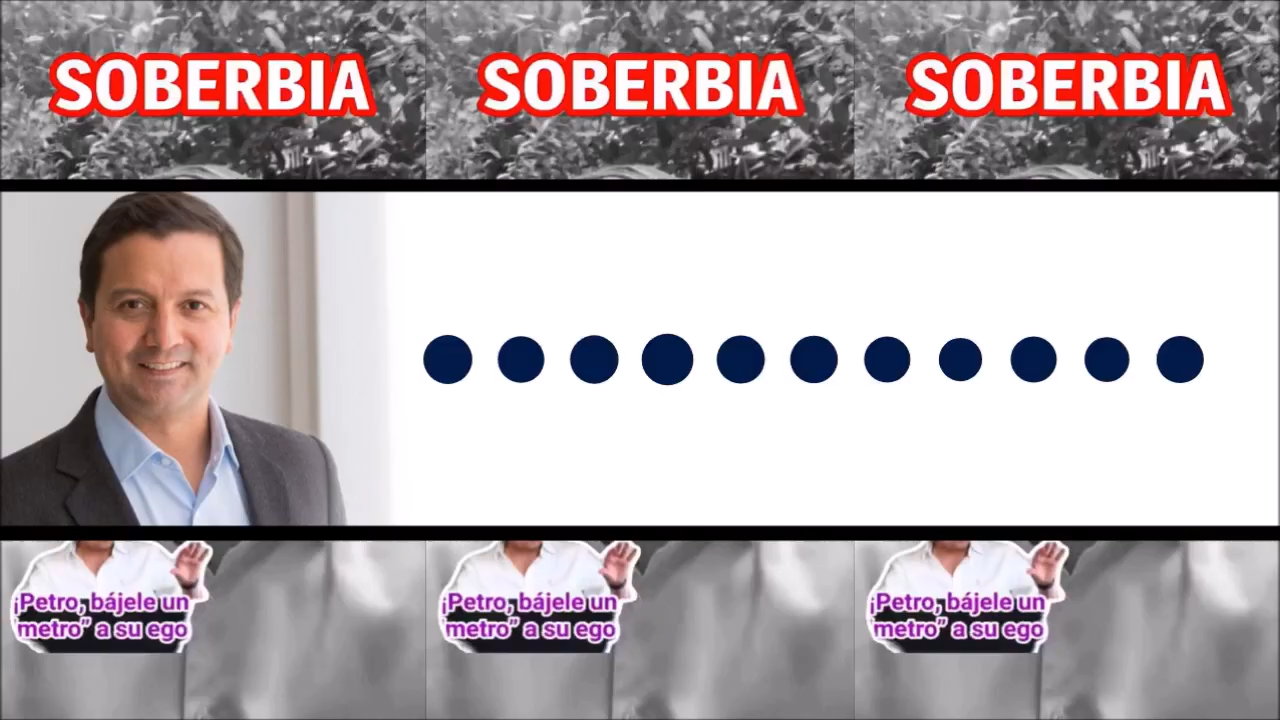 SOBERBIA SOBERBIA SOBERBIA
¡Petro, bájele un ¡Petro, bájele un ¡Petro, bájele un
"metro” a su ego "metro” a su ego "metro” a su ego